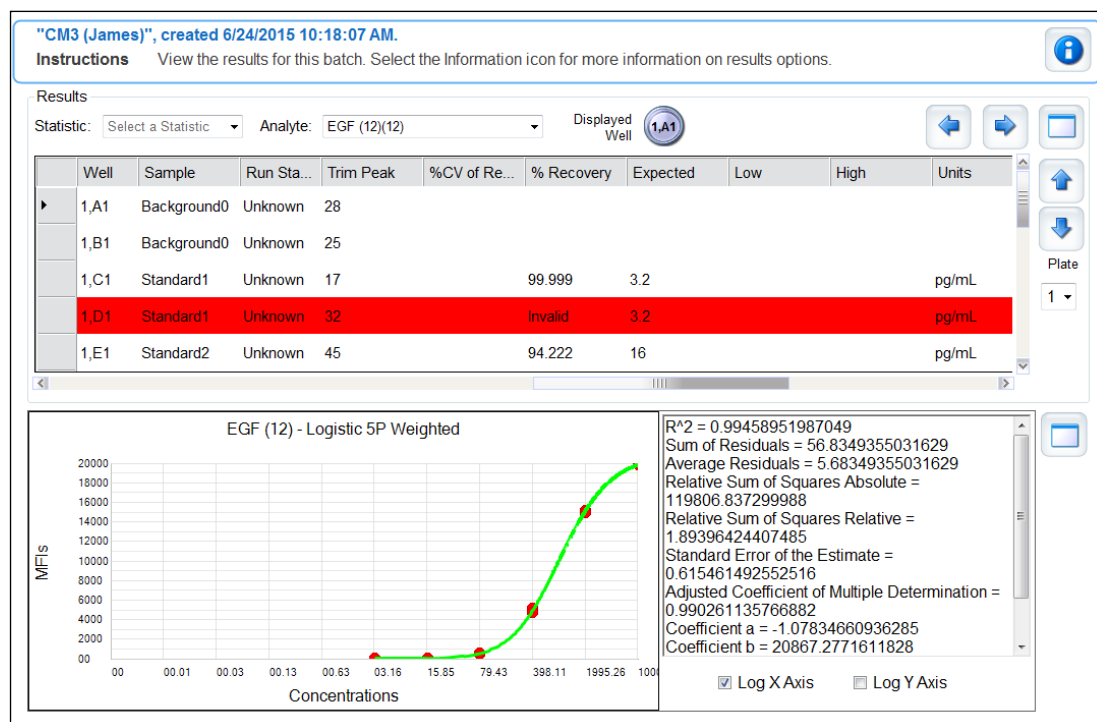 "CM3 (James)", created 6/24/2015 10:18:07 AM.
Instructions View the results for this batch. Select the Information icon for more information on results options.
Results
Statistic: Select a Statistic Analyte: EGF (12)(12) Displayed Well 1,A1
Well Sample Run Sta... Trim Peak %CV of Re... % Recovery Expected Low High Units
1,A1 Background0 Unknown 28
1,B1 Background0 Unknown 25
1,C1 Standard1 Unknown 17 99.999 3.2 pg/mL
1,D1 Standard1 Unknown 32 Invalid 3.2 pg/mL
1,E1 Standard2 Unknown 45 94.222 16 pg/mL
Plate
1
EGF (12) - Logistic 5P Weighted
20000
18000
16000
14000
12000
10000
8000
6000
4000
2000
00
MFIs
00 00.01 00.03 00.13 00.63 03.16 15.85 79.43 398.11 1995.26 1000
Concentrations
R^2 = 0.99458951987049
Sum of Residuals = 56.8349355031629
Average Residuals = 5.68349355031629
Relative Sum of Squares Absolute =
119806.837299988
Relative Sum of Squares Relative =
1.89396424407485
Standard Error of the Estimate =
0.615461492552516
Adjusted Coefficient of Multiple Determination =
0.990261135766882
Coefficient a = -1.07834660936285
Coefficient b = 20867.2771611828
Log X Axis Log Y Axis